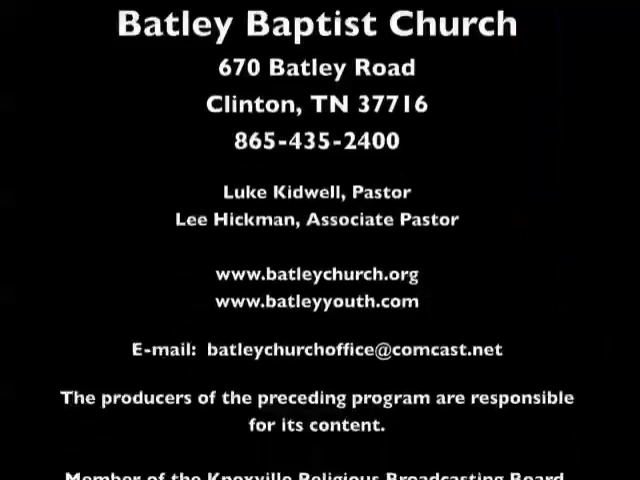 Batley Baptist Church
670 Batley Road
Clinton, TN 37716
865-435-2400
Luke Kidwell, Pastor
Lee Hickman, Associate Pastor
www.batleychurch.org
www.batleyyouth.com
E-mail: batleychurchoffice@comcast.net
The producers of the preceding program are responsible
for its content.
Member of the Knoxville Religious Broadcasting Board